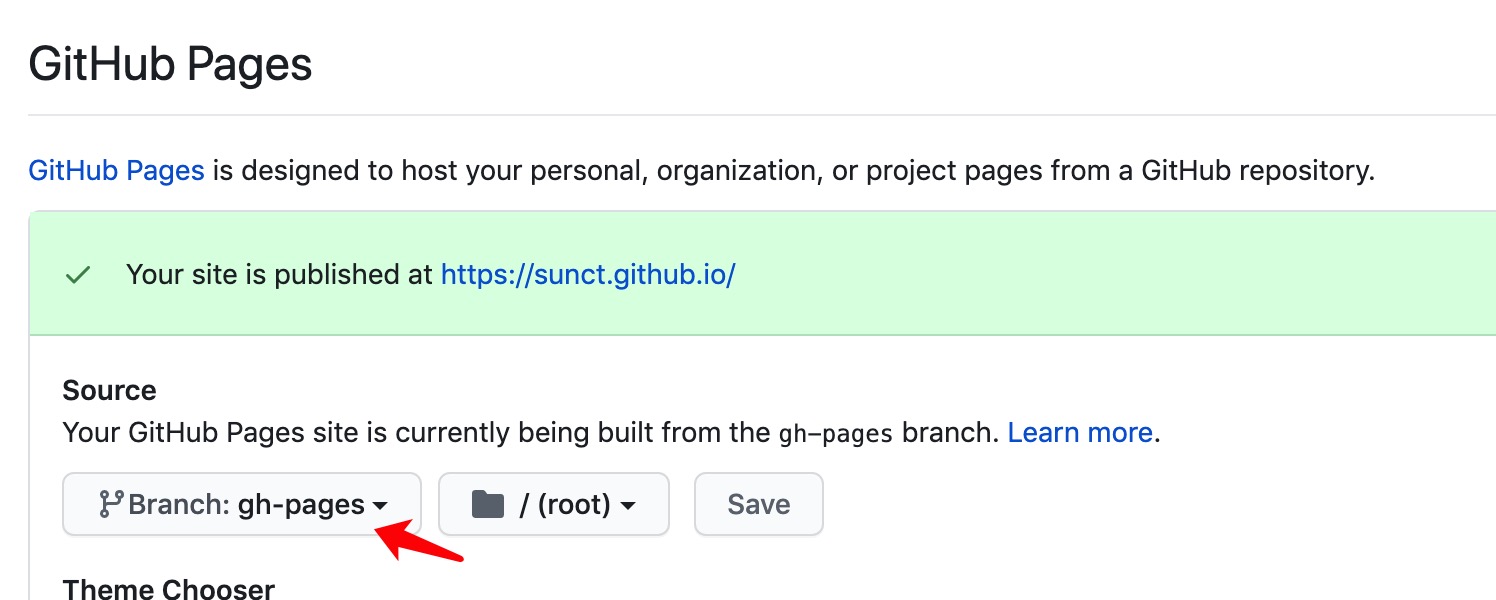 GitHub Pages
GitHub Pages is designed to host your personal, organization, or project pages from a GitHub repository.
Your site is published at https://sunct.github.io/
Source
Your GitHub Pages site is currently being built from the gh-pages branch. Learn more.
Branch: gh-pages / (root) Save
Theme Chooser